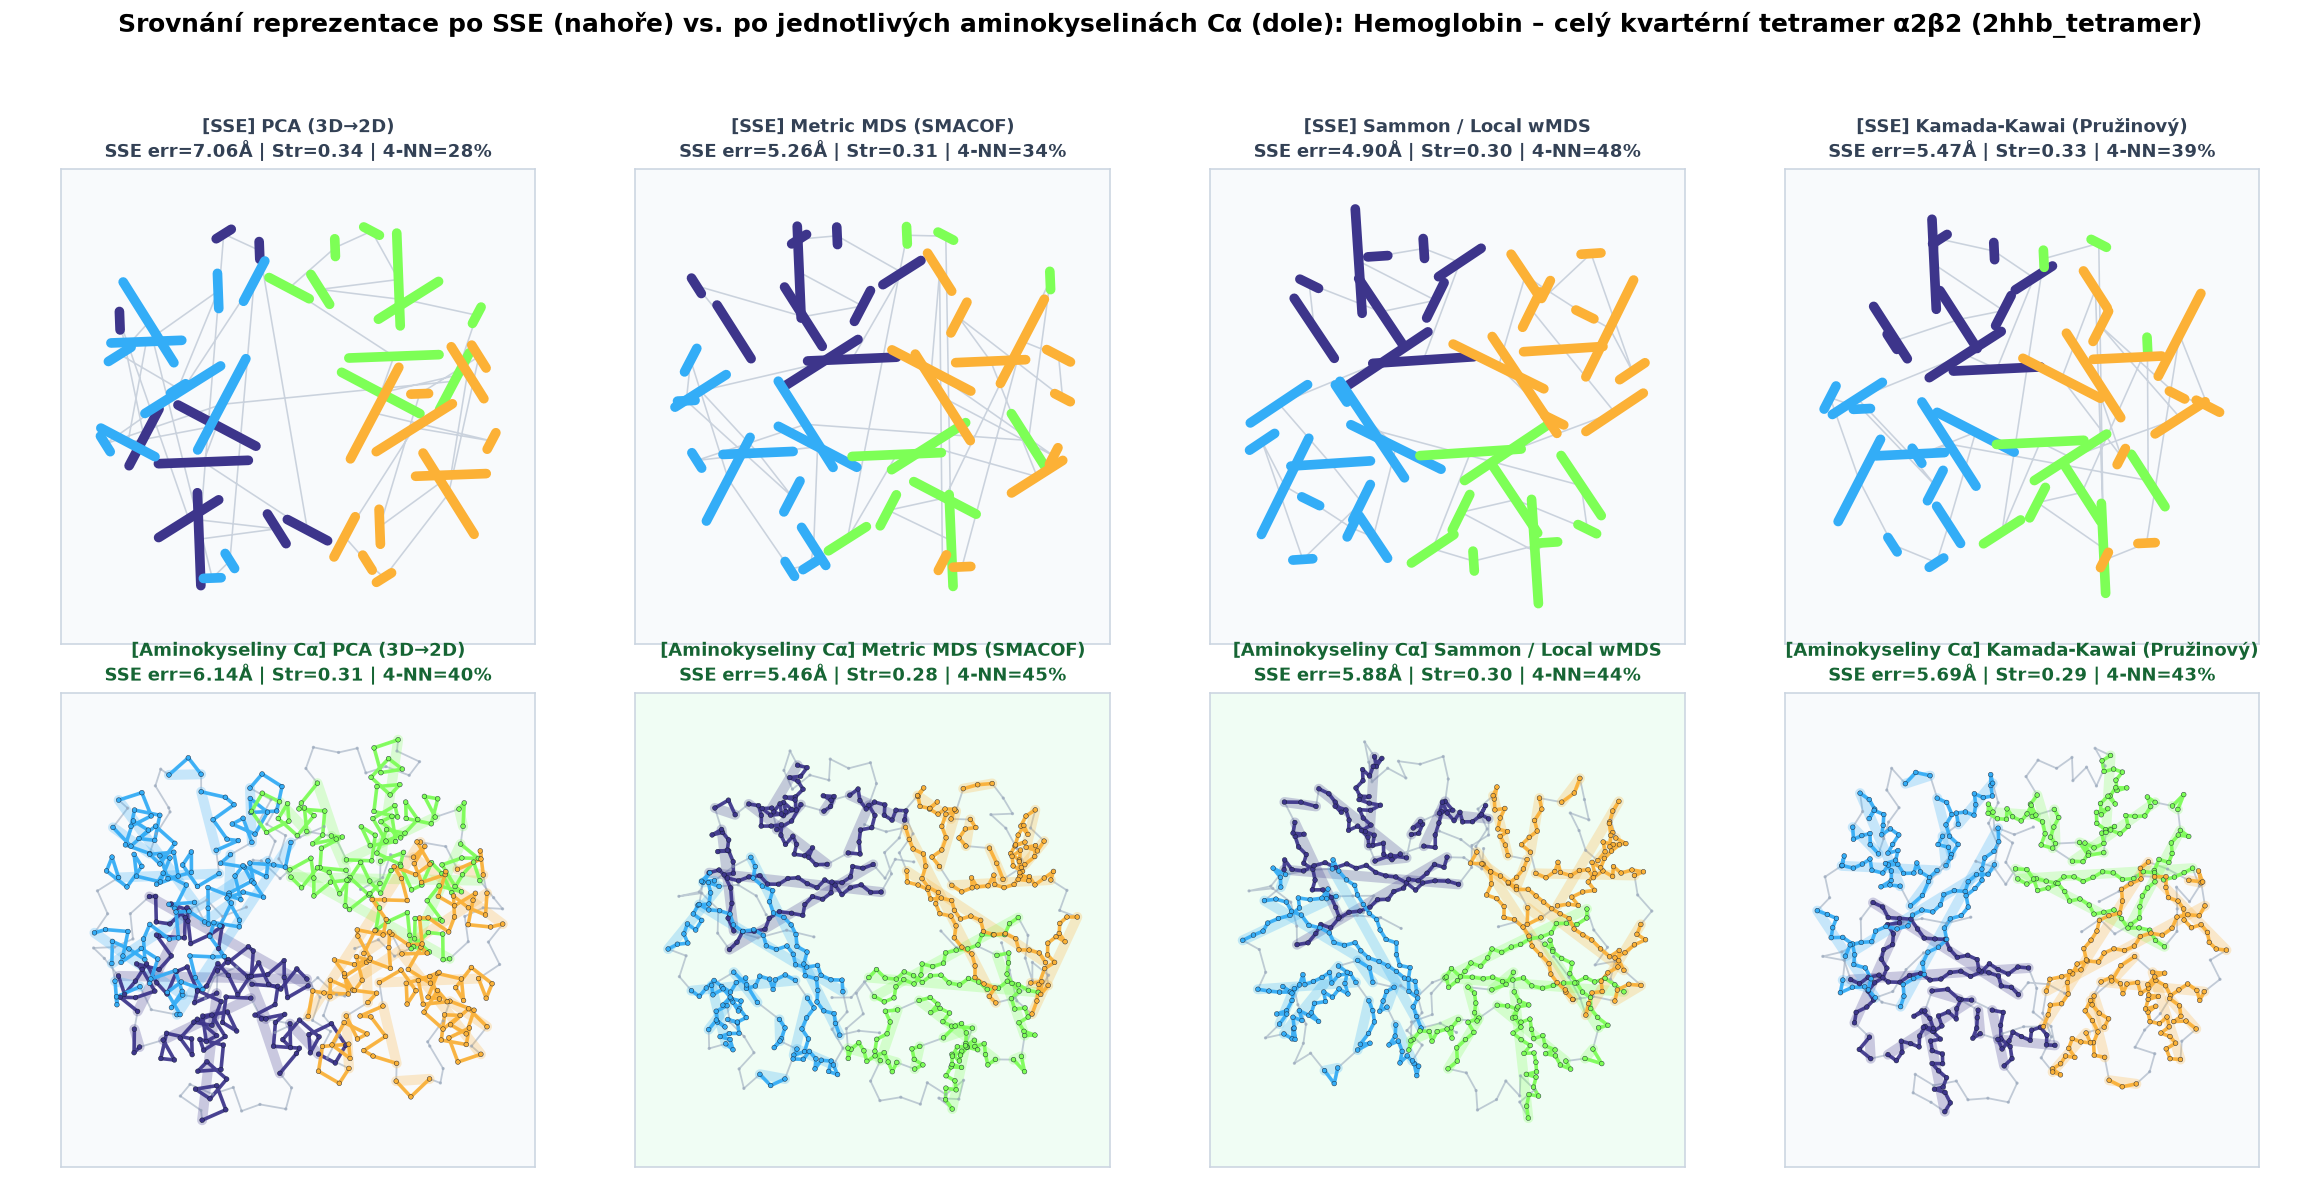 Srovnání reprezentace po SSE (nahoře) vs. po jednotlivých aminokyselinách Cα (dole): Hemoglobin – celý kvartérní tetramer α2β2 (2hhb_tetramer)
[SSE] PCA (3D→2D)
SSE err=7.06Å | Str=0.34 | 4-NN=28%
[SSE] Metric MDS (SMACOF)
SSE err=5.26Å | Str=0.31 | 4-NN=34%
[SSE] Sammon / Local wMDS
SSE err=4.90Å | Str=0.30 | 4-NN=48%
[SSE] Kamada-Kawai (Pružinový)
SSE err=5.47Å | Str=0.33 | 4-NN=39%
[Aminokyseliny Cα] PCA (3D→2D)
SSE err=6.14Å | Str=0.31 | 4-NN=40%
[Aminokyseliny Cα] Metric MDS (SMACOF)
SSE err=5.46Å | Str=0.28 | 4-NN=45%
[Aminokyseliny Cα] Sammon / Local wMDS
SSE err=5.88Å | Str=0.30 | 4-NN=44%
[Aminokyseliny Cα] Kamada-Kawai (Pružinový)
SSE err=5.69Å | Str=0.29 | 4-NN=43%